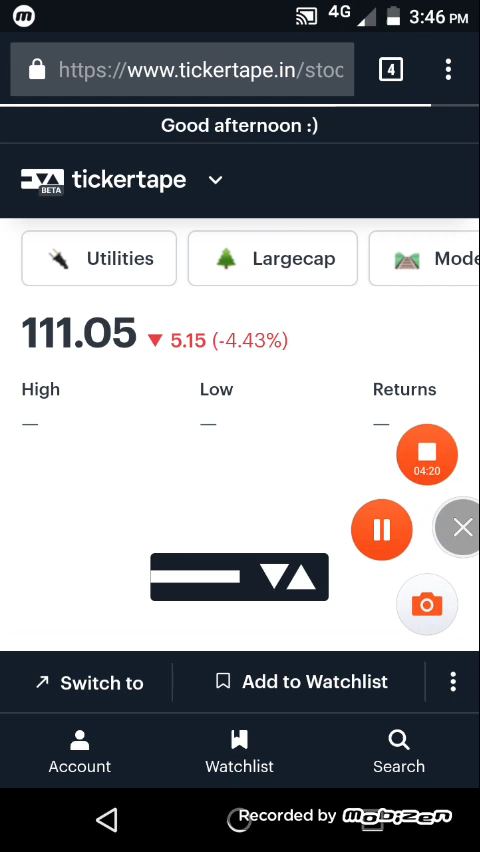 4G 3:46 PM
https://www.tickertape.in/stoc 4
Good afternoon :)
BETA tickertape
Utilities Largecap Mode
111.05 ▼ 5.15 (-4.43%)
High Low Returns
— — —
04:20
Switch to Add to Watchlist
Account Watchlist Search
Recorded by mobizen